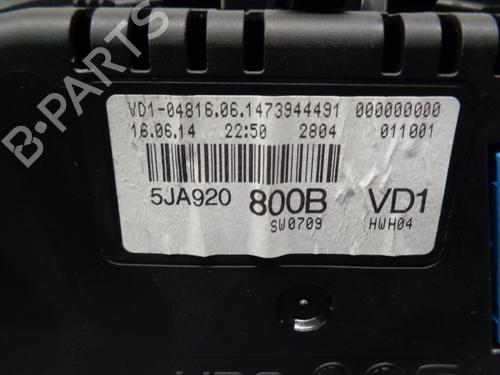 VD1-04816.06.1473944491 000000000
16.06.14 22:50 2804 011001
5JA920 800B VD1
SW0709 HWH04
B-PARTS